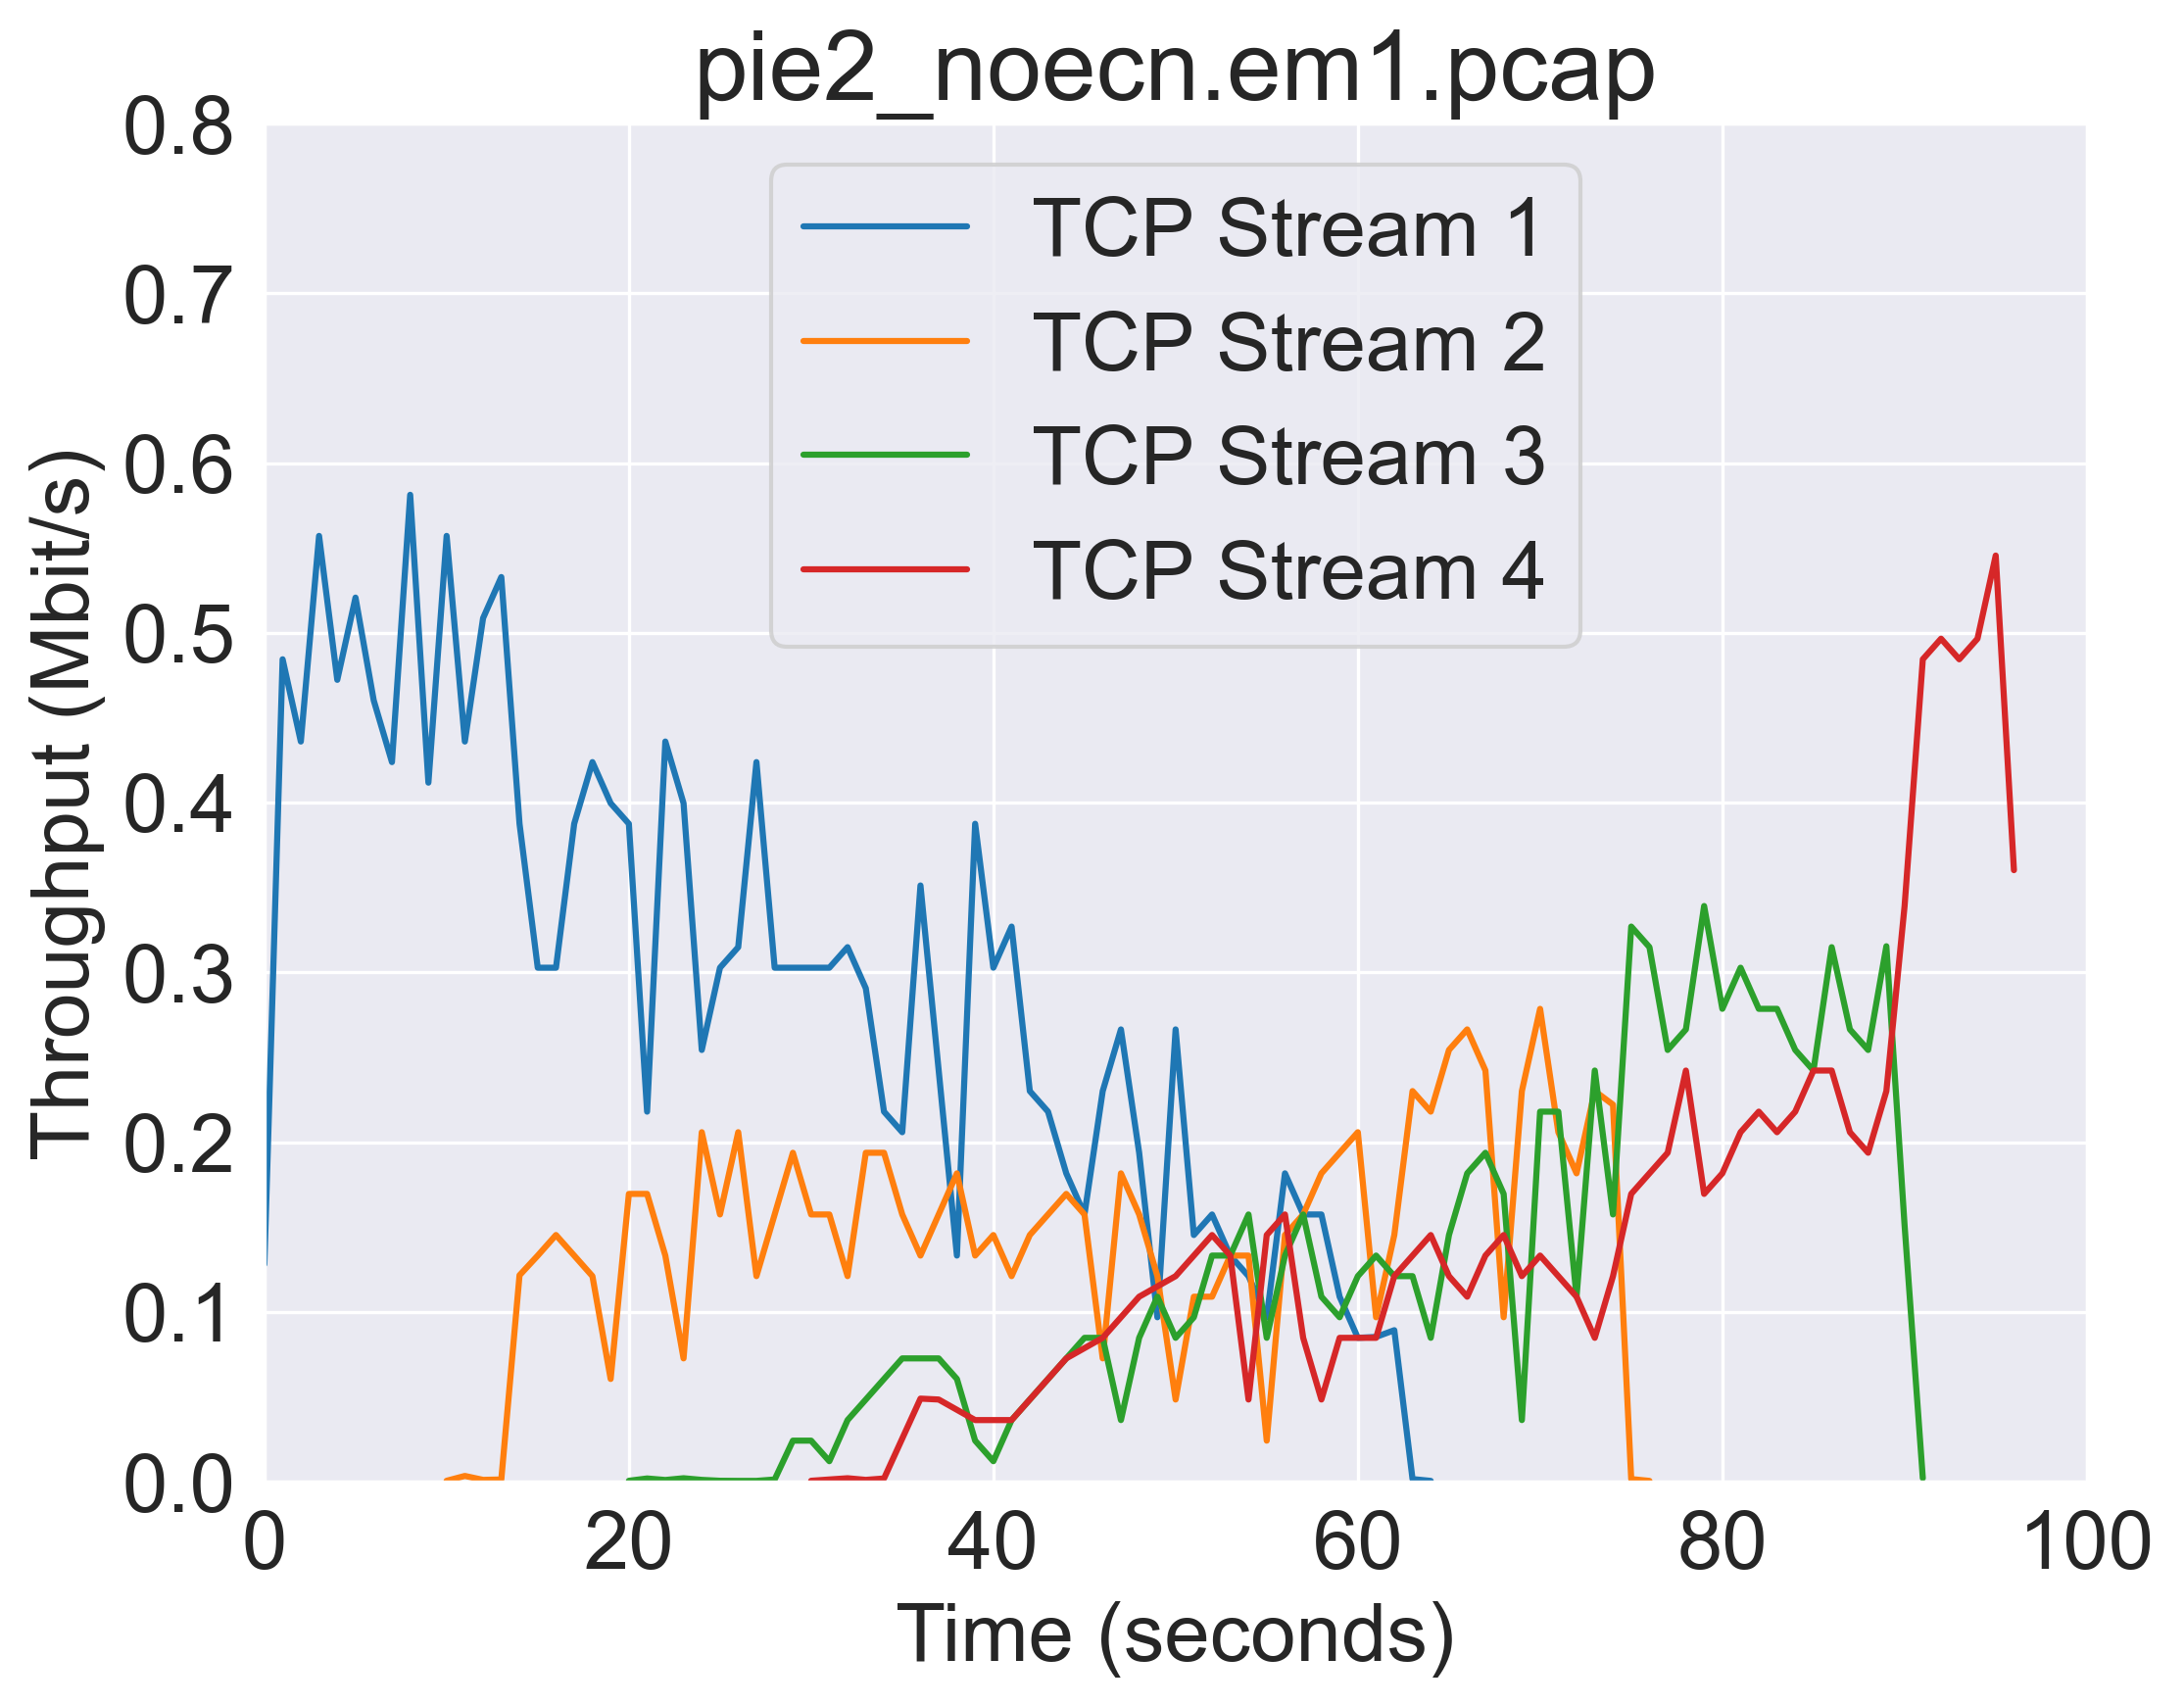 pie2_noecn.em1.pcap
0.8
0.7
0.6
0.5
0.4
0.3
0.2
0.1
0.0
Throughput (Mbit/s)
TCP Stream 1
TCP Stream 2
TCP Stream 3
TCP Stream 4
0 20 40 60 80 100
Time (seconds)